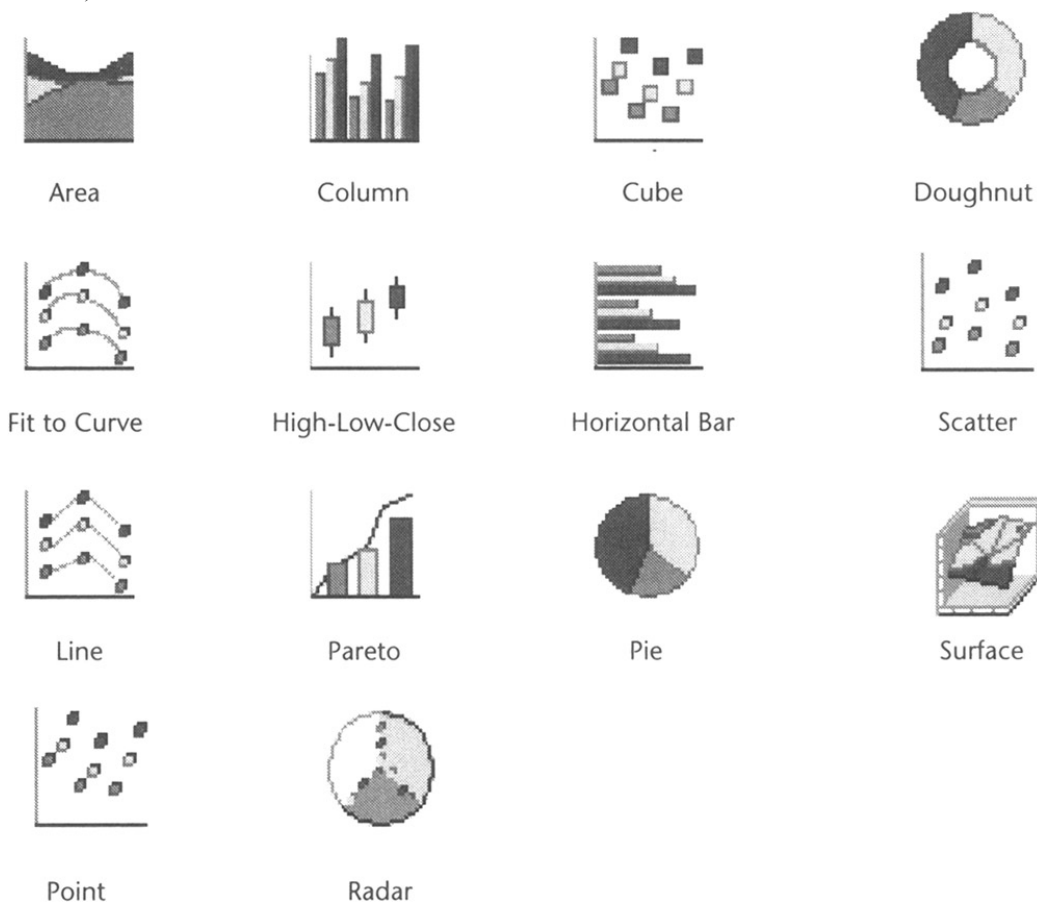 Area Column Cube Doughnut
Fit to Curve High-Low-Close Horizontal Bar Scatter
Line Pareto Pie Surface
Point Radar